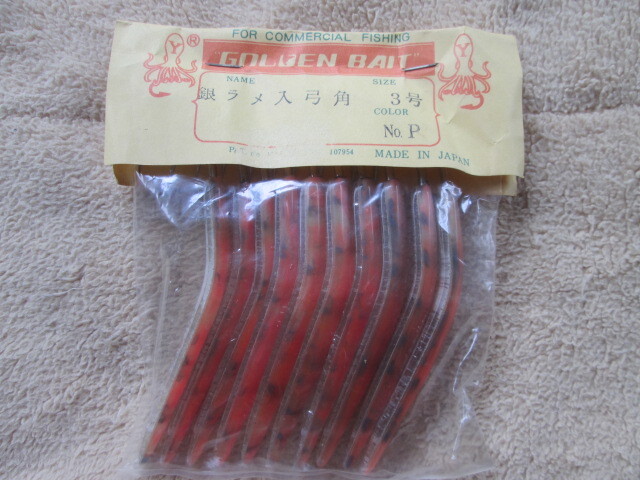 FOR COMMERCIAL FISHING
Y ® "GOLDEN BAIT" Y
NAME SIZE
銀ラメ入弓角 3号
COLOR
No. P
107954 MADE IN JAPAN